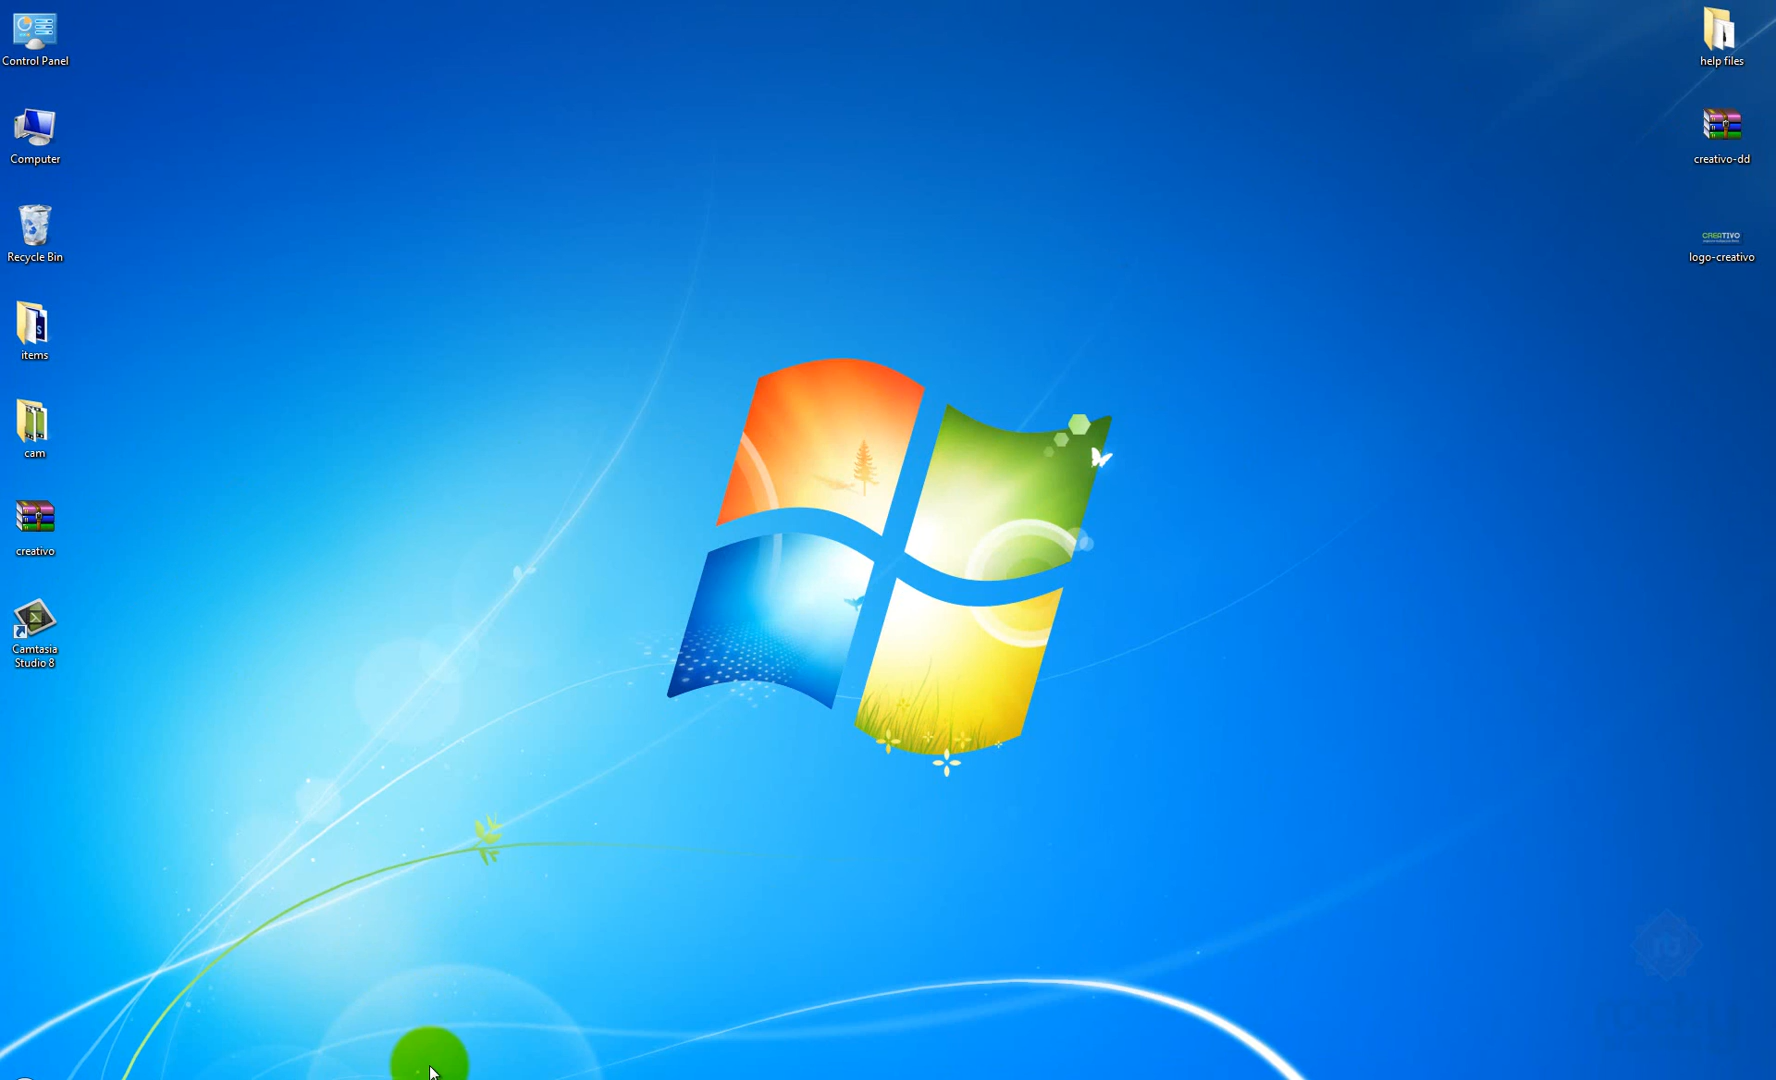 Control Panel
Computer
Recycle Bin
items
cam
creativo
Camtasia
Studio 8
help files
creativo-dd
CREATIVO
logo-creativo